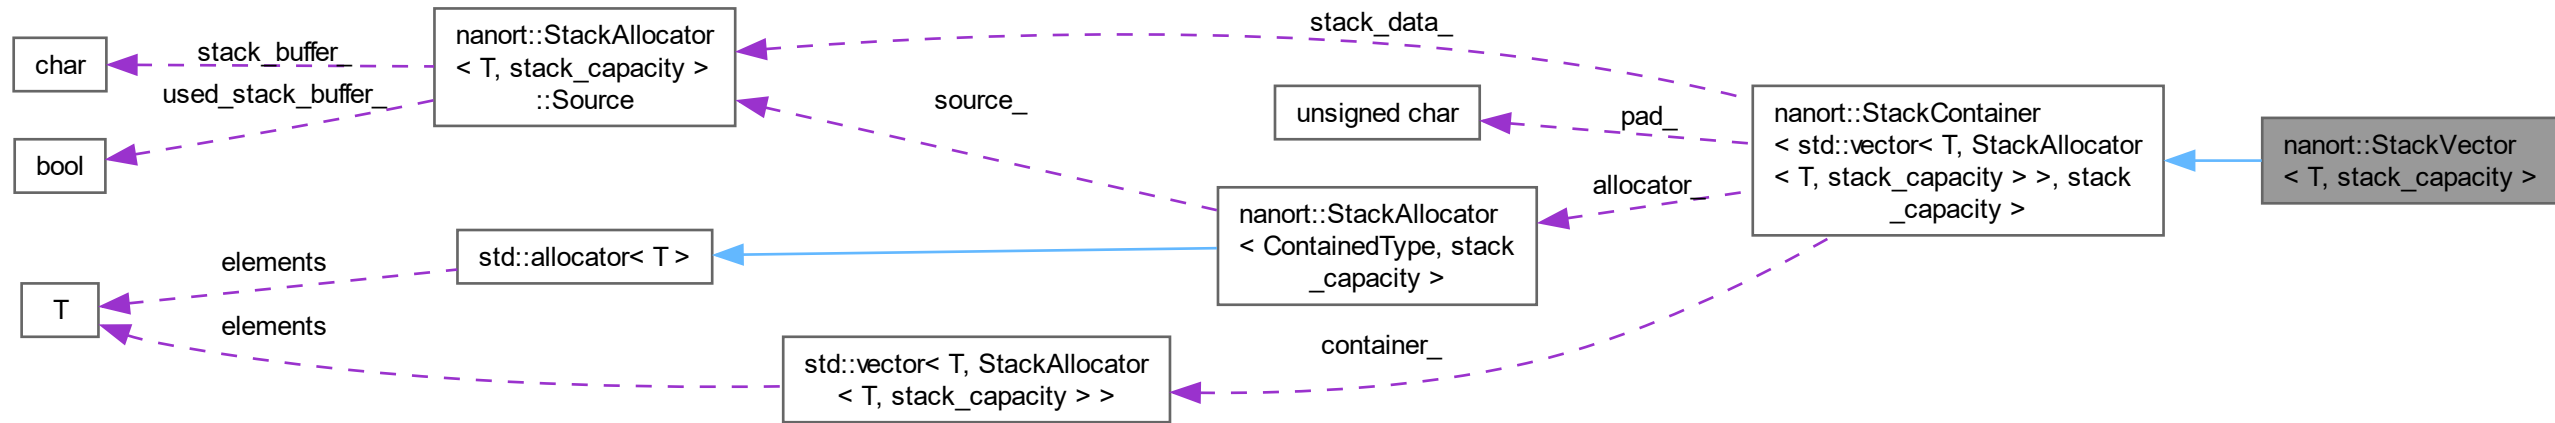 char
bool
T
stack_buffer_
used_stack_buffer_
elements
elements
nanort::StackAllocator
< T, stack_capacity >
::Source
std::allocator< T >
std::vector< T, StackAllocator
< T, stack_capacity > >
source_
stack_data_
unsigned char
nanort::StackAllocator
< ContainedType, stack
_capacity >
container_
pad_
allocator_
nanort::StackContainer
< std::vector< T, StackAllocator
< T, stack_capacity > >, stack
_capacity >
nanort::StackVector
< T, stack_capacity >